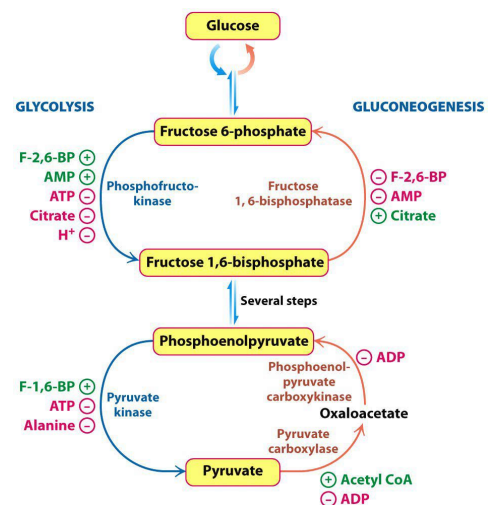 Glucose
GLYCOLYSIS
GLUCONEOGENESIS
Fructose 6-phosphate
F-2,6-BP +
AMP +
ATP −
Citrate −
H⁺ −
Phosphofructo-
kinase
Fructose
1, 6-bisphosphatase
− F-2,6-BP
− AMP
+ Citrate
Fructose 1,6-bisphosphate
Several steps
Phosphoenolpyruvate
− ADP
F-1,6-BP +
ATP −
Alanine −
Pyruvate
kinase
Phosphoenol-
pyruvate
carboxykinase
Oxaloacetate
Pyruvate
carboxylase
Pyruvate
+ Acetyl CoA
− ADP